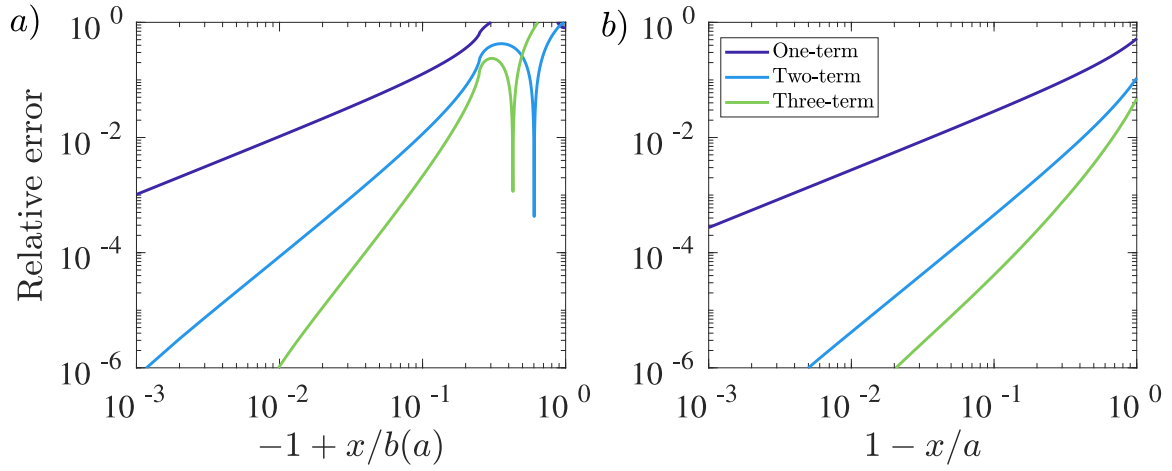 a)
Relative error
10^0
10^-2
10^-4
10^-6
10^-3
10^-2
10^-1
10^0
−1 + x/b(a)
b)
One-term
Two-term
Three-term
10^0
10^-2
10^-4
10^-6
10^-3
10^-2
10^-1
10^0
1 − x/a